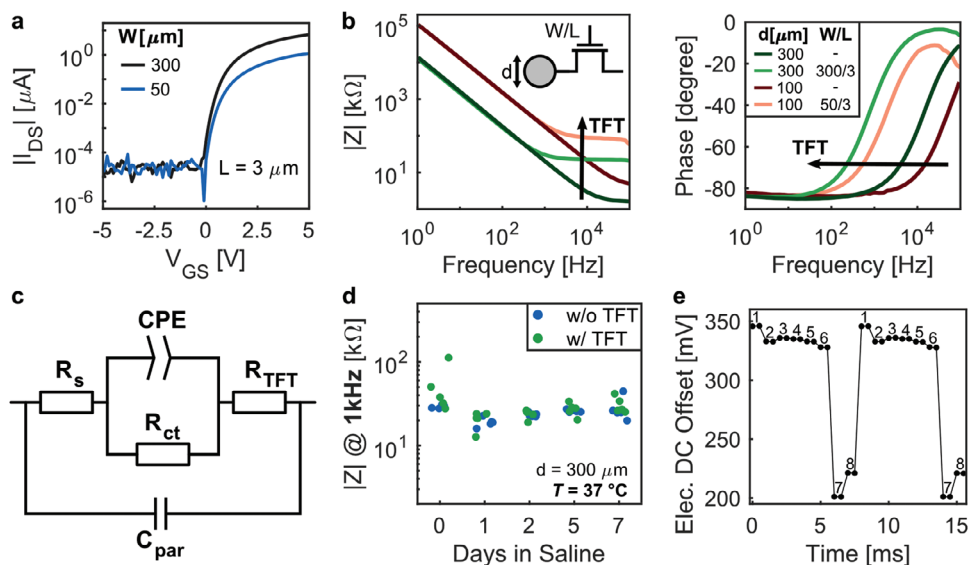 a
W[μm]
300
50
L = 3 μm
|I_DS| [μA]
10^0
10^-2
10^-4
10^-6
-5
-2.5
0
2.5
5
V_GS [V]
b
W/L
d
TFT
|Z| [kΩ]
10^5
10^3
10^1
10^0
10^2
10^4
Frequency [Hz]
d[μm] W/L
300 -
300 300/3
100 -
100 50/3
TFT
Phase [degree]
0
-20
-40
-60
-80
10^0
10^2
10^4
Frequency [Hz]
c
CPE
R_s
R_TFT
R_ct
C_par
d
w/o TFT
w/ TFT
|Z| @ 1kHz [kΩ]
10^2
10^1
d = 300 μm
T = 37 °C
0
1
2
5
7
Days in Saline
e
Elec. DC Offset [mV]
350
300
250
200
1
2 3 4 5 6
7
8
1
2 3 4 5 6
7
8
0
5
10
15
Time [ms]